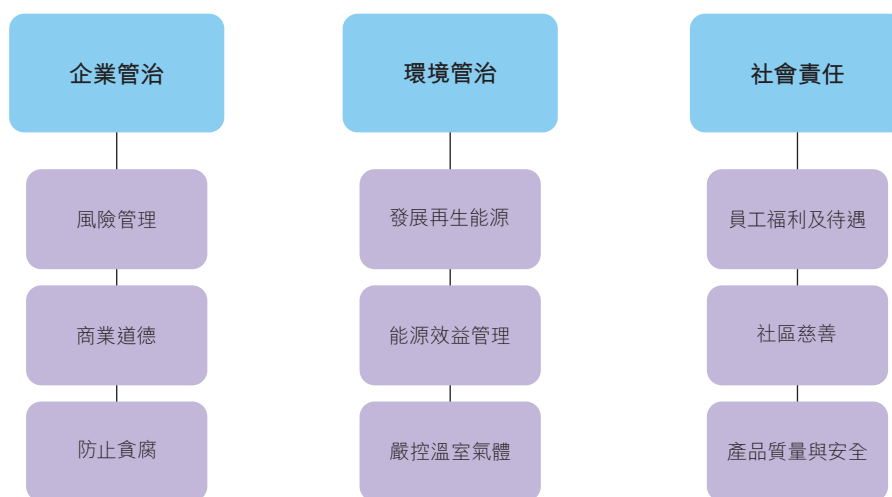 企業管治
風險管理
商業道德
防止貪腐
環境管治
發展再生能源
能源效益管理
嚴控溫室氣體
社會責任
員工福利及待遇
社區慈善
產品質量與安全